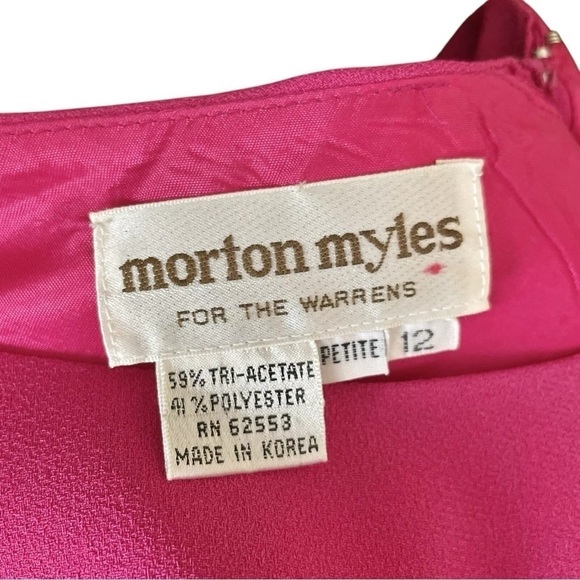 morton myles
FOR THE WARRENS
PETITE 12
59% TRI-ACETATE
41% POLYESTER
RN 62553
MADE IN KOREA